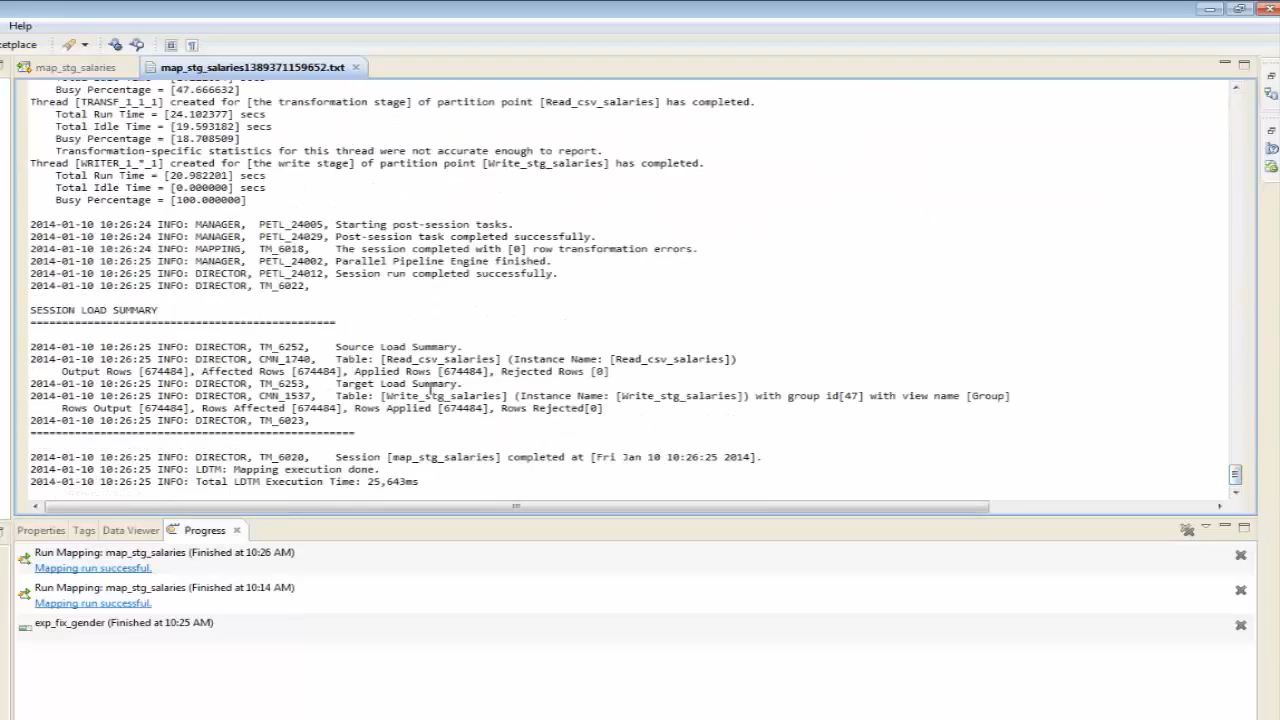 Help
etplace
map_stg_salaries
map_stg_salaries1389371159652.txt
Busy Percentage = [47.666632]
Thread [TRANSF_1_1_1] created for [the transformation stage] of partition point [Read_csv_salaries] has completed.
Total Run Time = [24.102377] secs
Total Idle Time = [19.593182] secs
Busy Percentage = [18.708509]
Transformation-specific statistics for this thread were not accurate enough to report.
Thread [WRITER_1_*_1] created for [the write stage] of partition point [Write_stg_salaries] has completed.
Total Run Time = [20.982201] secs
Total Idle Time = [0.000000] secs
Busy Percentage = [100.000000]
2014-01-10 10:26:24 INFO: MANAGER, PETL_24005, Starting post-session tasks.
2014-01-10 10:26:24 INFO: MANAGER, PETL_24029, Post-session task completed successfully.
2014-01-10 10:26:24 INFO: MAPPING, TM_6018, The session completed with [0] row transformation errors.
2014-01-10 10:26:25 INFO: MANAGER, PETL_24002, Parallel Pipeline Engine finished.
2014-01-10 10:26:25 INFO: DIRECTOR, PETL_24012, Session run completed successfully.
2014-01-10 10:26:25 INFO: DIRECTOR, TM_6022,
SESSION LOAD SUMMARY
================================================
2014-01-10 10:26:25 INFO: DIRECTOR, TM_6252, Source Load Summary.
2014-01-10 10:26:25 INFO: DIRECTOR, CMN_1740, Table: [Read_csv_salaries] (Instance Name: [Read_csv_salaries])
Output Rows [674484], Affected Rows [674484], Applied Rows [674484], Rejected Rows [0]
2014-01-10 10:26:25 INFO: DIRECTOR, TM_6253, Target Load Summary.
2014-01-10 10:26:25 INFO: DIRECTOR, CMN_1537, Table: [Write_stg_salaries] (Instance Name: [Write_stg_salaries]) with group id[47] with view name [Group]
Rows Output [674484], Rows Affected [674484], Rows Applied [674484], Rows Rejected[0]
2014-01-10 10:26:25 INFO: DIRECTOR, TM_6023,
===================================================
2014-01-10 10:26:25 INFO: DIRECTOR, TM_6020, Session [map_stg_salaries] completed at [Fri Jan 10 10:26:25 2014].
2014-01-10 10:26:25 INFO: LDTM: Mapping execution done.
2014-01-10 10:26:25 INFO: Total LDTM Execution Time: 25,643ms
Properties Tags Data Viewer Progress
Run Mapping: map_stg_salaries (Finished at 10:26 AM)
Mapping run successful.
Run Mapping: map_stg_salaries (Finished at 10:14 AM)
Mapping run successful.
exp_fix_gender (Finished at 10:25 AM)